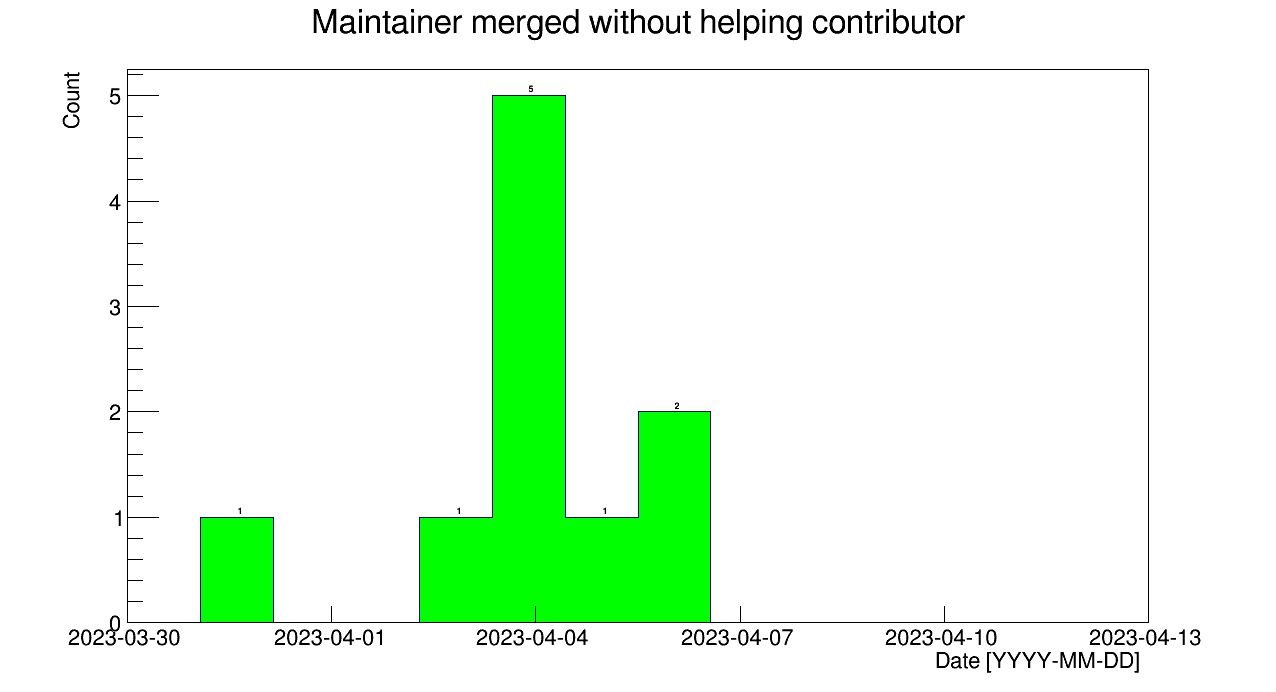 Maintainer merged without helping contributor
Count
5
4
3
2
1
0
5
2
1
1
1
2023-03-30 2023-04-01 2023-04-04 2023-04-07 2023-04-10 2023-04-13
Date [YYYY-MM-DD]